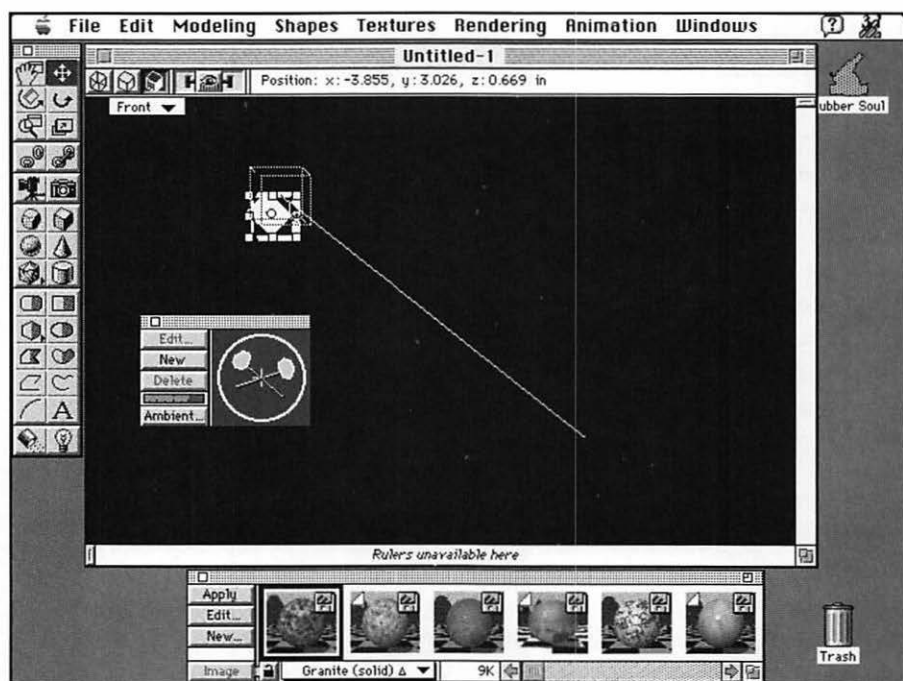 File Edit Modeling Shapes Textures Rendering Animation Windows
Untitled-1
Position: x:-3.855, y:3.026, z:0.669 in
ubber Soul
Front
Edit...
New
Delete
Ambient...
Rulers unavailable here
Apply
Edit...
New...
Image
Granite (solid) Δ
9K
Trash
A